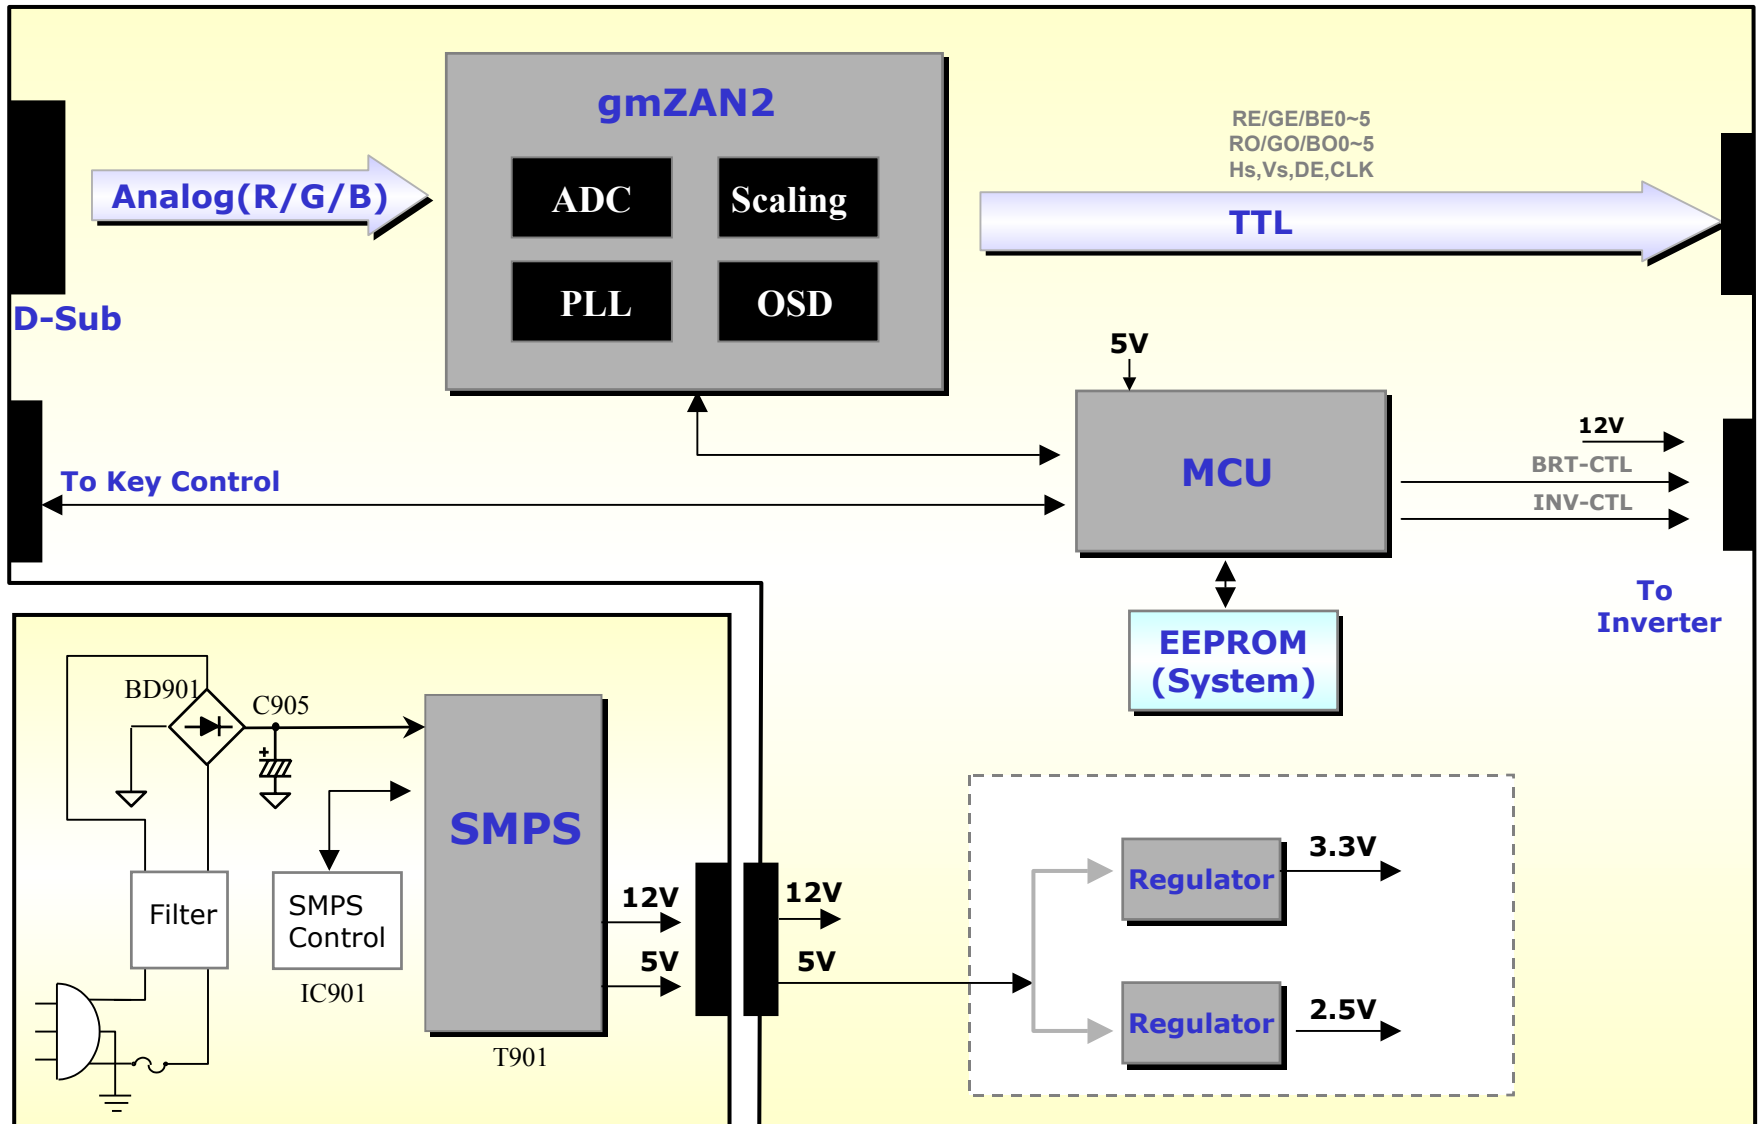 gmZAN2
ADC
Scaling
PLL
OSD
Analog(R/G/B)
D-Sub
RE/GE/BE0~5
RO/GO/BO0~5
Hs,Vs,DE,CLK
TTL
5V
MCU
To Key Control
12V
BRT-CTL
INV-CTL
To
Inverter
EEPROM
(System)
BD901
C905
+
SMPS
Filter
SMPS
Control
IC901
T901
12V
5V
12V
5V
Regulator
3.3V
Regulator
2.5V